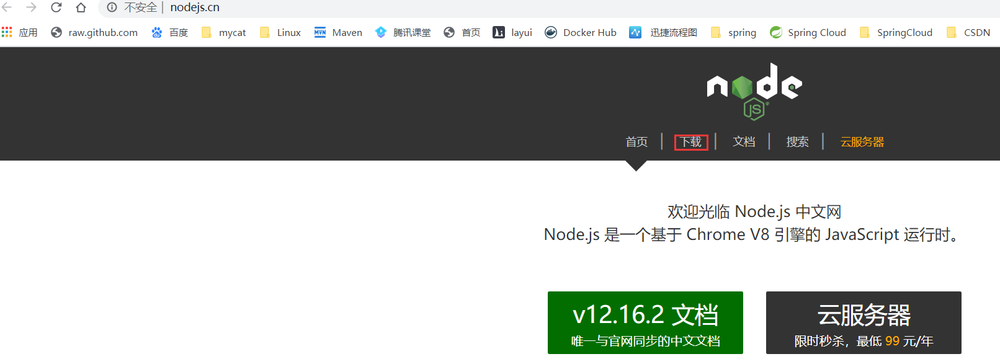 不安全 | nodejs.cn
应用 raw.github.com 百度 mycat Linux MVN Maven 腾讯课堂 首页 Li layui Docker Hub 迅捷流程图 spring Spring Cloud SpringCloud CSDN
node
JS®
首页 | 下载 | 文档 | 搜索 | 云服务器
欢迎光临 Node.js 中文网
Node.js 是一个基于 Chrome V8 引擎的 JavaScript 运行时。
v12.16.2 文档
唯一与官网同步的中文文档
云服务器
限时秒杀，最低 99 元/年